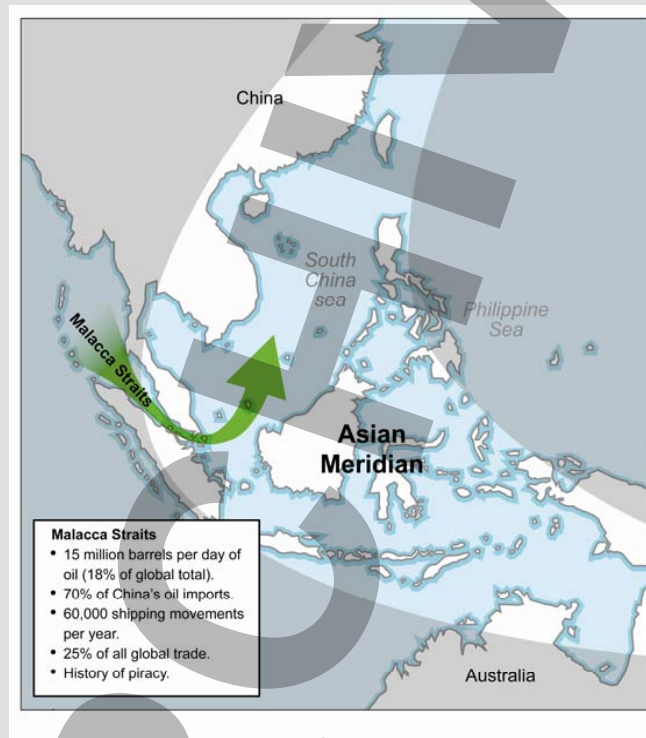 China
South
China
sea
Philippine
Sea
Malacca Straits
Asian
Meridian
Malacca Straits
• 15 million barrels per day of
oil (18% of global total).
• 70% of China's oil imports.
• 60,000 shipping movements
per year.
• 25% of all global trade.
• History of piracy.
Australia